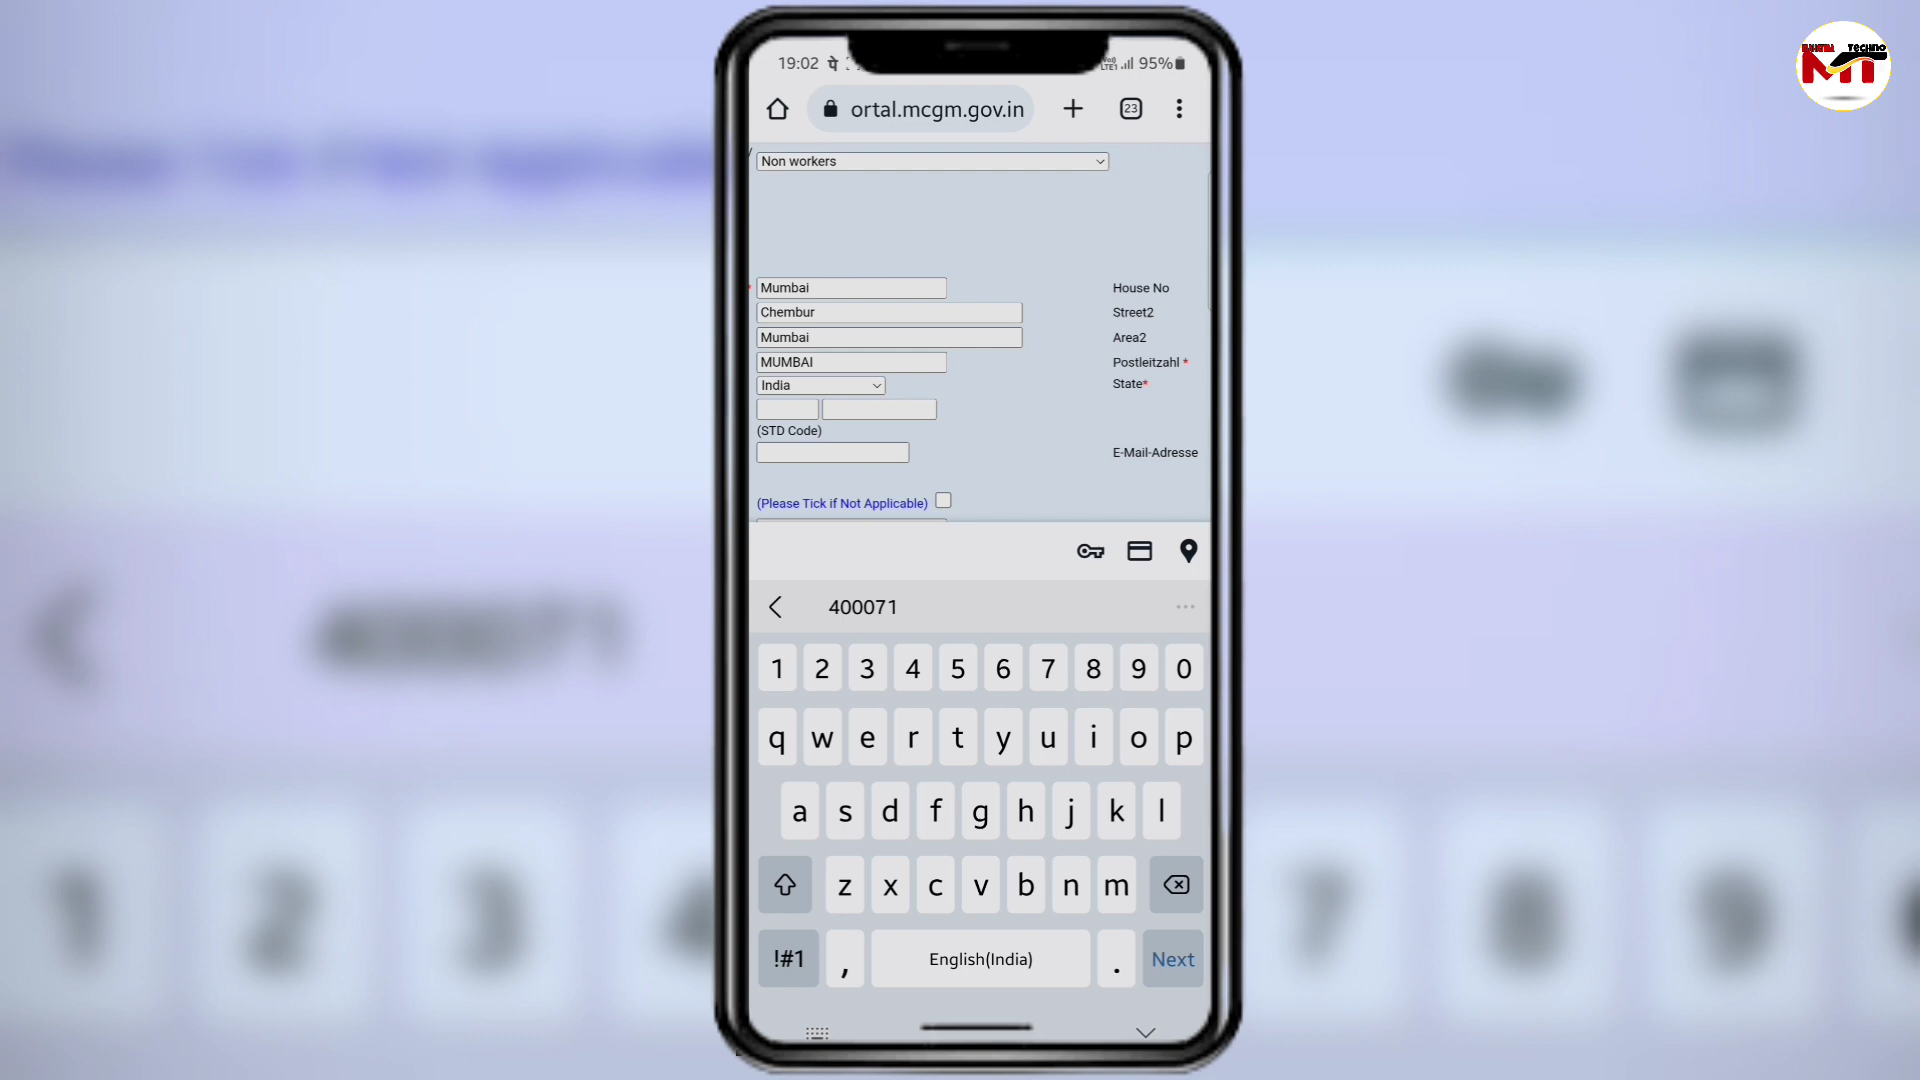 TECHNO
MT
19:02 95%
ortal.mcgm.gov.in 23
Non workers
* Mumbai House No
Chembur Street2
Mumbai Area2
MUMBAI Postleitzahl *
India State*
(STD Code)
E-Mail-Adresse
(Please Tick if Not Applicable)
400071
1 2 3 4 5 6 7 8 9 0
q w e r t y u i o p
a s d f g h j k l
z x c v b n m
!#1 , English(India) . Next